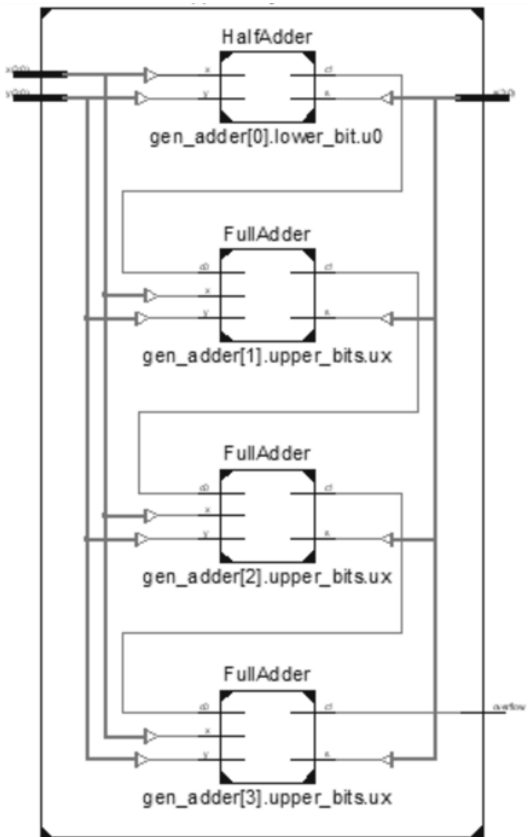 HalfAdder
x
y
s
gen_adder[0].lower_bit.u0
FullAdder
x
y
s
gen_adder[1].upper_bits.ux
FullAdder
x
y
s
gen_adder[2].upper_bits.ux
FullAdder
overflow
x
y
s
gen_adder[3].upper_bits.ux